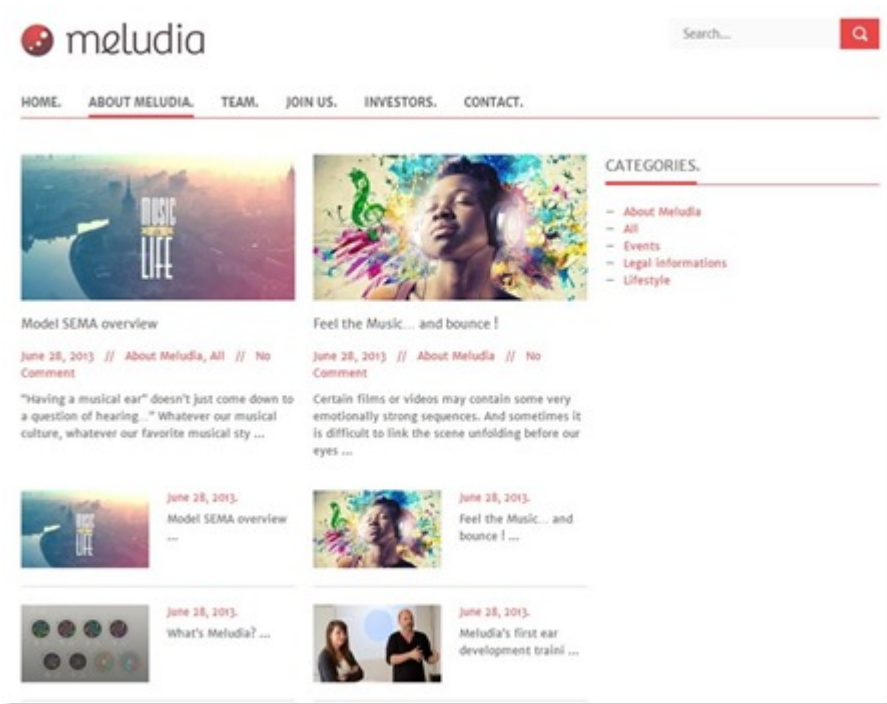 meludia
Search...
HOME.
ABOUT MELUDIA.
TEAM.
JOIN US.
INVESTORS.
CONTACT.
MUSIC
LIFE
Model SEMA overview
June 28, 2013 // About Meludia, All // No
Comment
"Having a musical ear" doesn't just come down to
a question of hearing..." Whatever our musical
culture, whatever our favorite musical sty ...
Feel the Music... and bounce !
June 28, 2013 // About Meludia // No
Comment
Certain films or videos may contain some very
emotionally strong sequences. And sometimes it
is difficult to link the scene unfolding before our
eyes ...
CATEGORIES.
– About Meludia
– All
– Events
– Legal informations
– Lifestyle
MUSIC
LIFE
June 28, 2013.
Model SEMA overview
...
June 28, 2013.
Feel the Music... and
bounce ! ...
June 28, 2013.
What's Meludia? ...
June 28, 2013.
Meludia's first ear
development traini ...